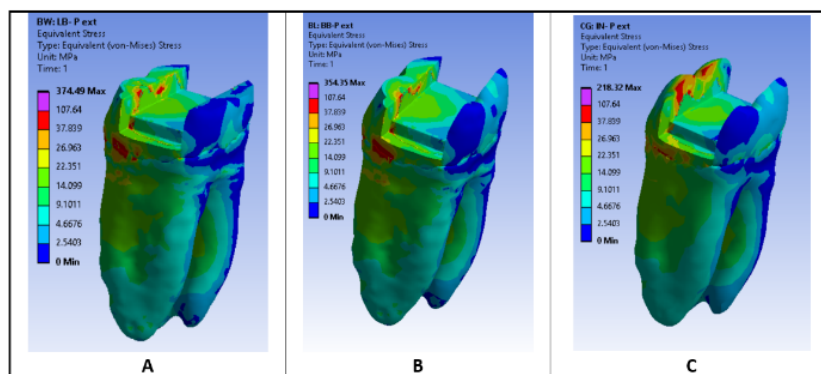 BW: LB- P ext
Equivalent Stress
Type: Equivalent (von-Mises) Stress
Unit: MPa
Time: 1
374.49 Max
107.64
37.839
26.963
22.351
14.099
9.1011
4.6676
2.5403
0 Min
A
BL: BB-P ext
Equivalent Stress
Type: Equivalent (von-Mises) Stress
Unit: MPa
Time: 1
354.35 Max
107.64
37.839
26.963
22.351
14.099
9.1011
4.6676
2.5403
0 Min
B
CG: IN- P ext
Equivalent Stress
Type: Equivalent (von-Mises) Stress
Unit: MPa
Time: 1
218.32 Max
107.64
37.839
26.963
22.351
14.099
9.1011
4.6676
2.5403
0 Min
C